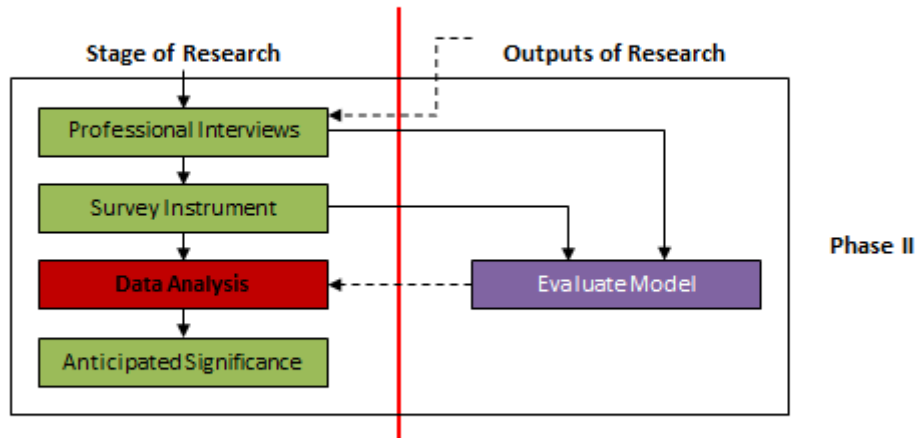 Stage of Research
Outputs of Research
Professional Interviews
Survey Instrument
Phase II
Data Analysis
Evaluate Model
Anticipated Significance